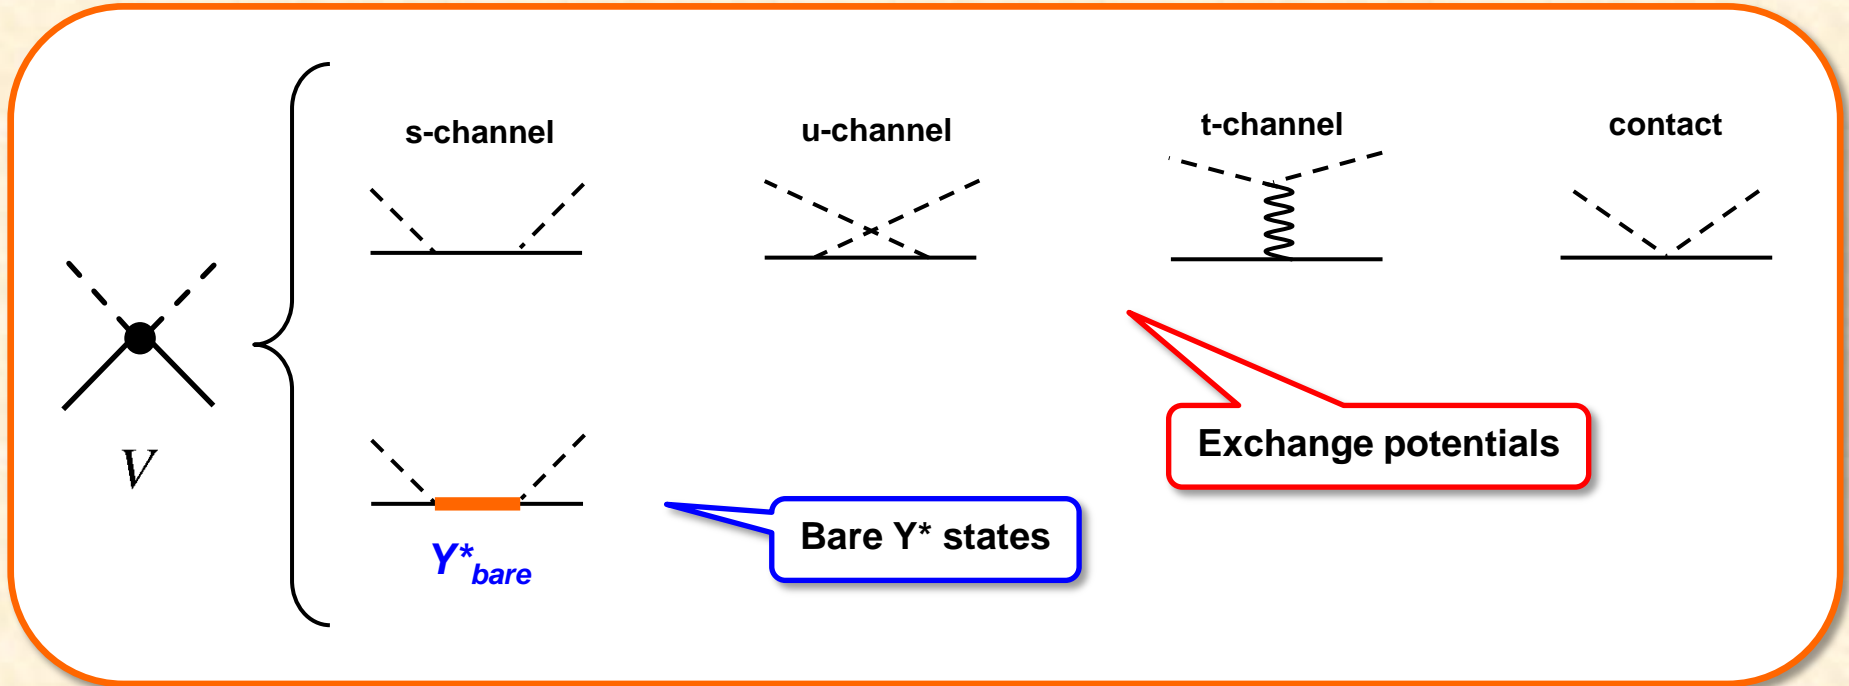 s-channel
u-channel
t-channel
contact
V
Exchange potentials
Y*bare
Bare Y* states